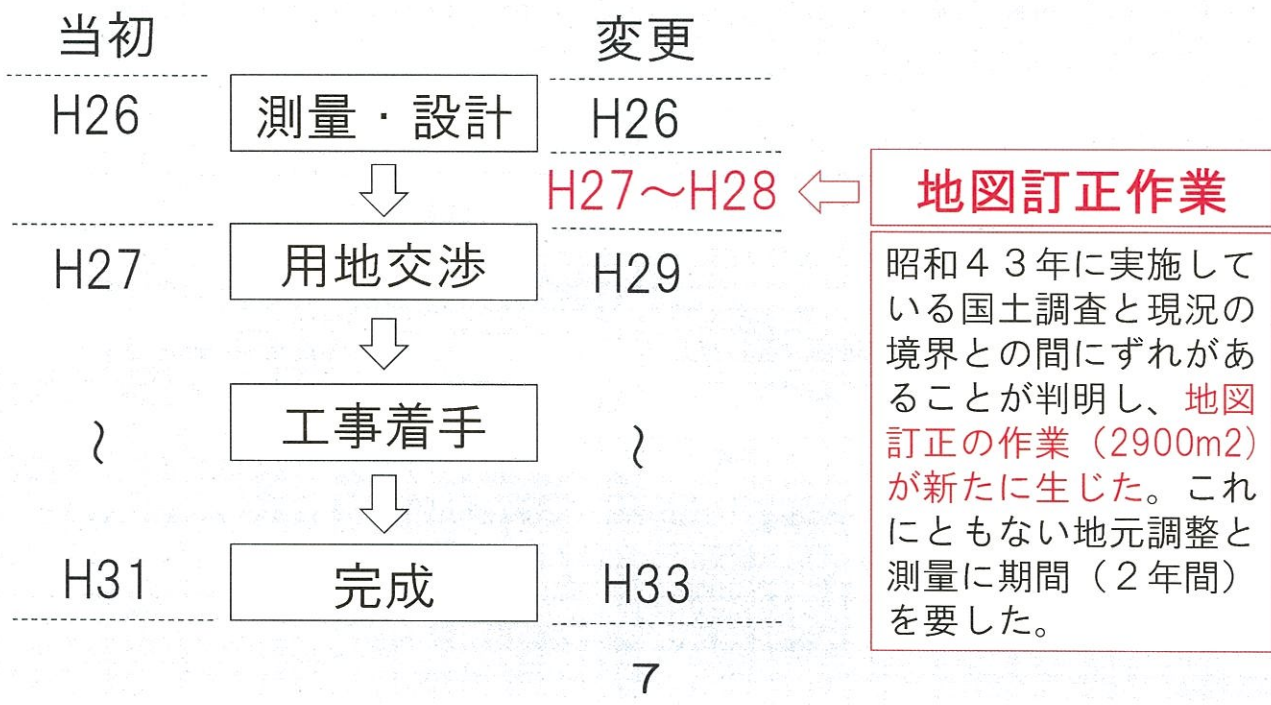 当初
変更
H26
測量・設計
H26
H27～H28
地図訂正作業
H27
用地交渉
H29
昭和４３年に実施して
いる国土調査と現況の
境界との間にずれがあ
ることが判明し、地図
訂正の作業（2900m2）
が新たに生じた。これ
にともない地元調整と
測量に期間（２年間）
を要した。
～
工事着手
～
H31
完成
H33
7